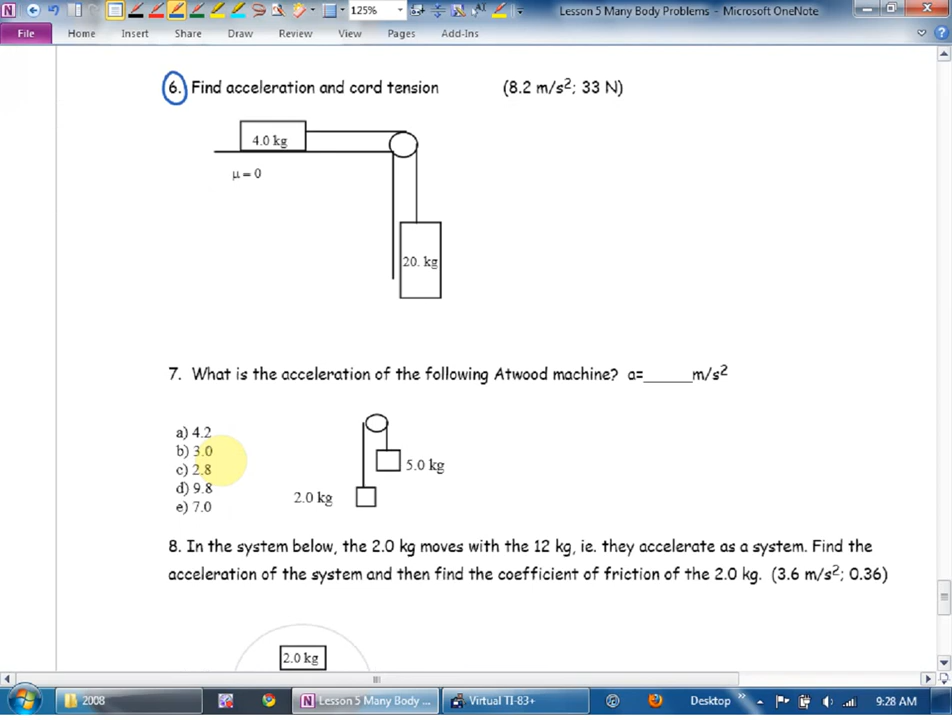 125%
Lesson 5 Many Body Problems - Microsoft OneNote
File Home Insert Share Draw Review View Pages Add-Ins
6. Find acceleration and cord tension (8.2 m/s²; 33 N)
4.0 kg
μ = 0
20. kg
7. What is the acceleration of the following Atwood machine? a=______m/s²
a) 4.2
b) 3.0
c) 2.8
d) 9.8
e) 7.0
5.0 kg
2.0 kg
8. In the system below, the 2.0 kg moves with the 12 kg, ie. they accelerate as a system. Find the
acceleration of the system and then find the coefficient of friction of the 2.0 kg. (3.6 m/s²; 0.36)
2.0 kg
2008 Lesson 5 Many Body ... Virtual TI-83+ Desktop 9:28 AM